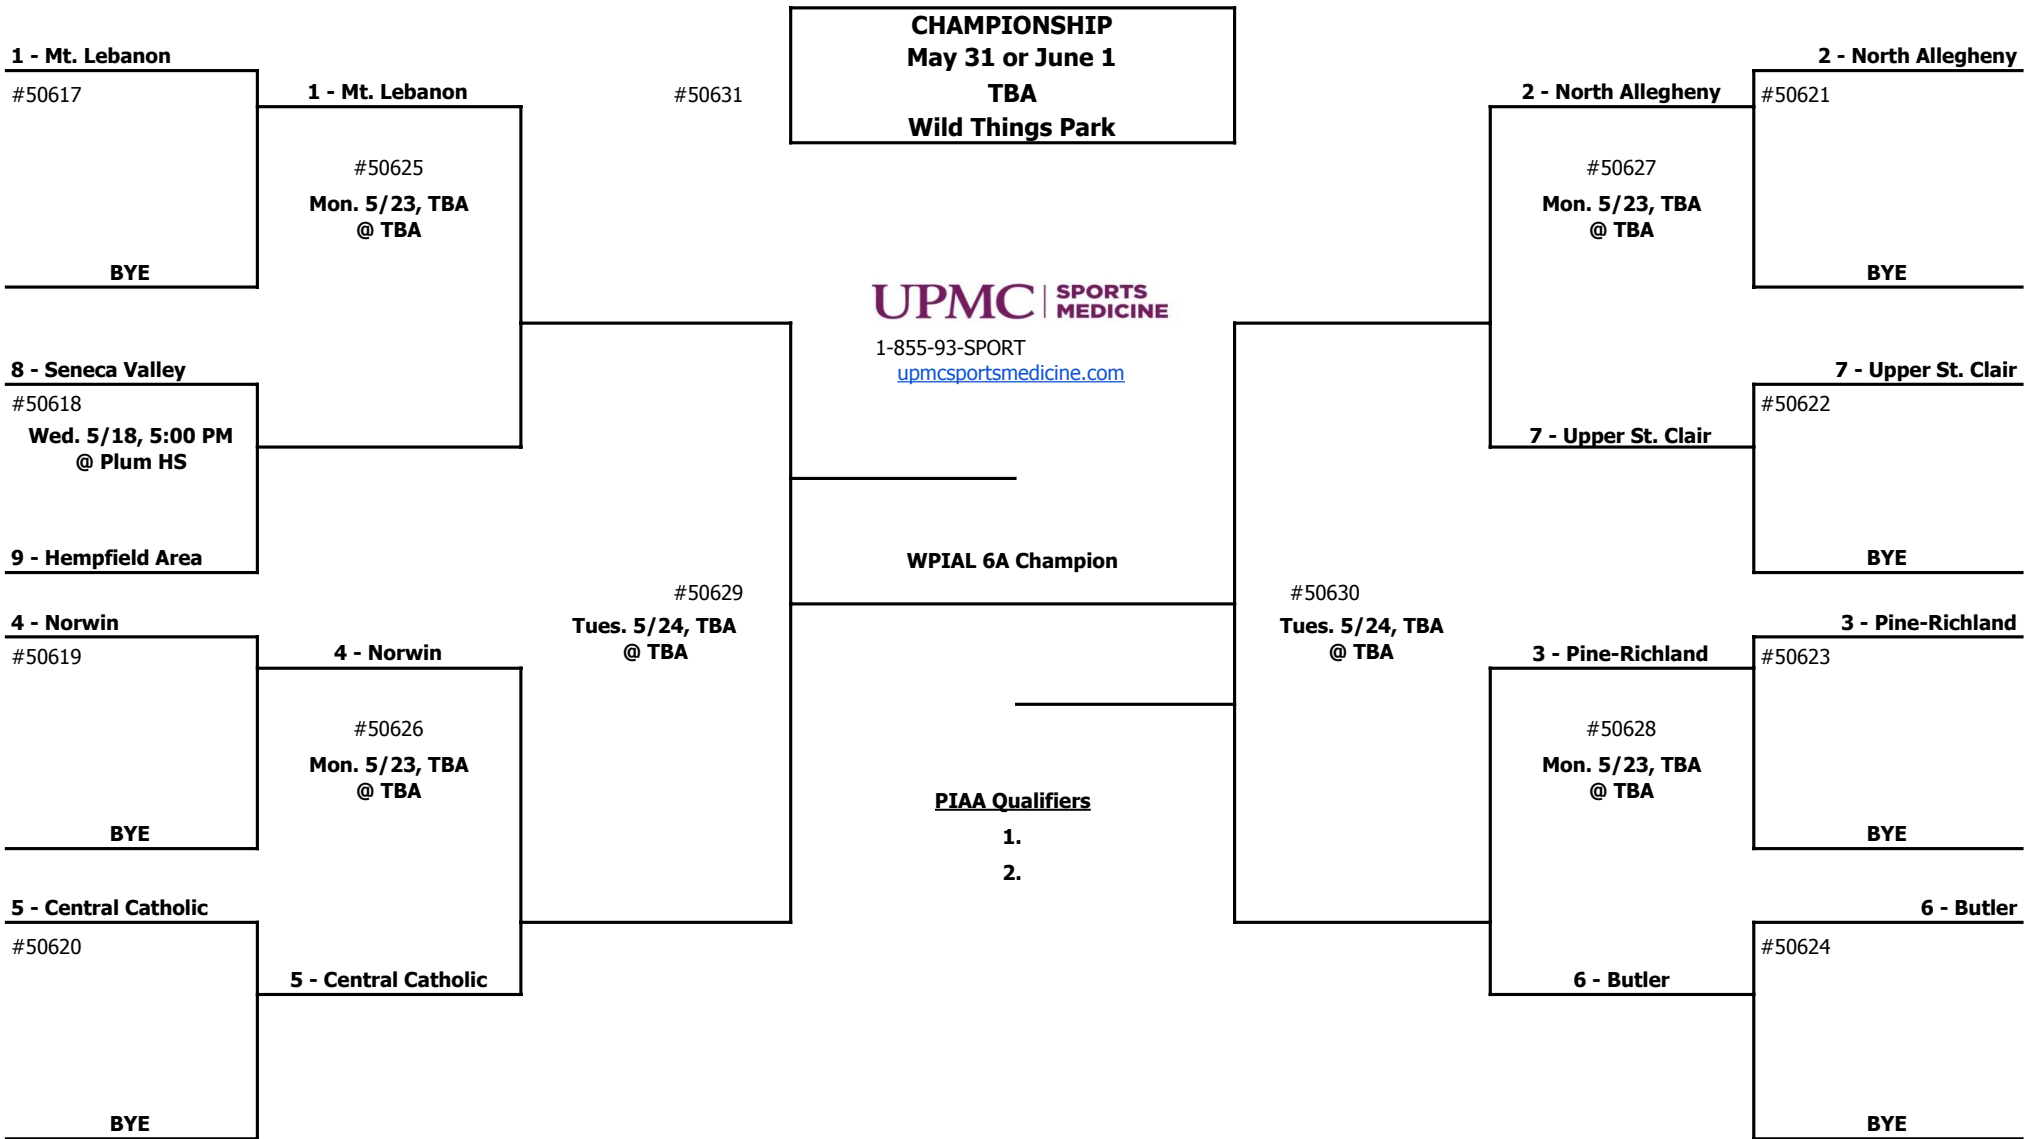 CHAMPIONSHIP
May 31 or June 1
TBA
Wild Things Park
#50631
1 - Mt. Lebanon
#50617
BYE
1 - Mt. Lebanon
#50625
Mon. 5/23, TBA
@ TBA
8 - Seneca Valley
#50618
Wed. 5/18, 5:00 PM
@ Plum HS
9 - Hempfield Area
4 - Norwin
#50619
BYE
4 - Norwin
#50626
Mon. 5/23, TBA
@ TBA
5 - Central Catholic
#50620
5 - Central Catholic
BYE
#50629
Tues. 5/24, TBA
@ TBA
UPMC | SPORTS MEDICINE
1-855-93-SPORT
upmcsportsmedicine.com
WPIAL 6A Champion
PIAA Qualifiers
1.
2.
2 - North Allegheny
#50621
BYE
2 - North Allegheny
#50627
Mon. 5/23, TBA
@ TBA
7 - Upper St. Clair
#50622
7 - Upper St. Clair
BYE
#50630
Tues. 5/24, TBA
@ TBA
3 - Pine-Richland
#50623
BYE
3 - Pine-Richland
#50628
Mon. 5/23, TBA
@ TBA
6 - Butler
#50624
6 - Butler
BYE